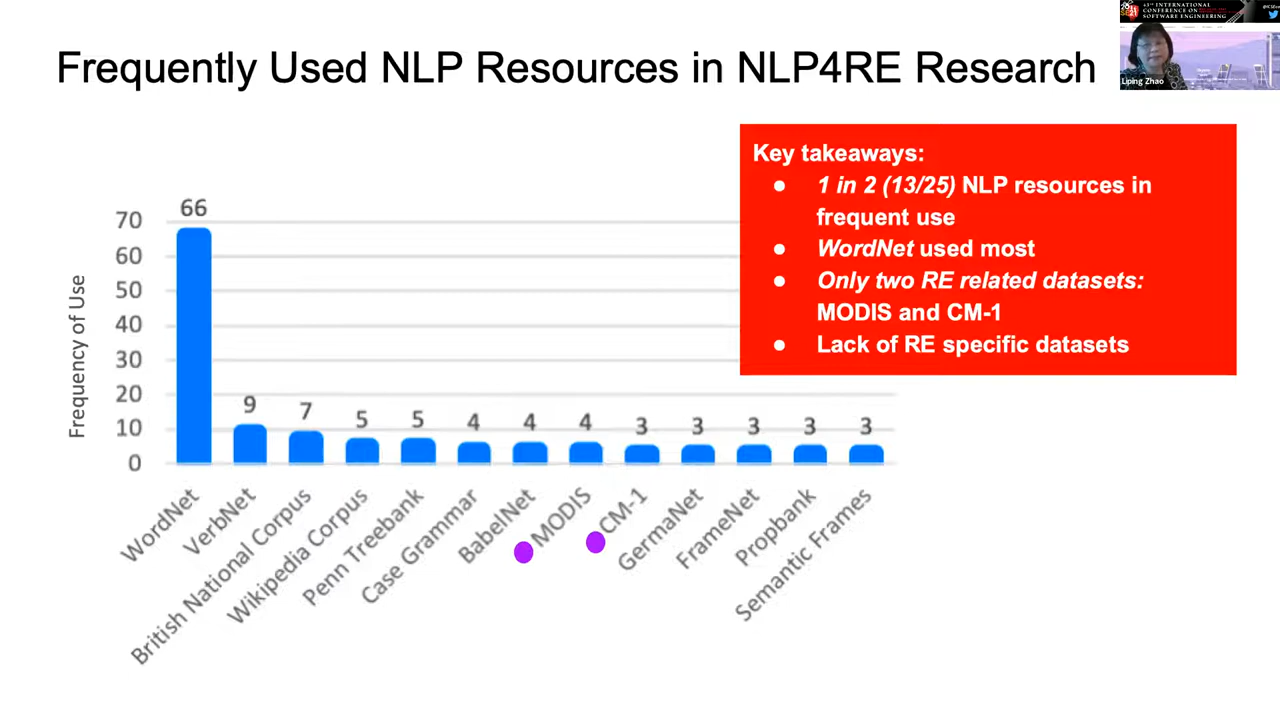 Frequently Used NLP Resources in NLP4RE Research
43rd INTERNATIONAL
CONFERENCE ON
SOFTWARE ENGINEERING
Liping Zhao
Key takeaways:
● 1 in 2 (13/25) NLP resources in
frequent use
● WordNet used most
● Only two RE related datasets:
MODIS and CM-1
● Lack of RE specific datasets
Frequency of Use
70
60
50
40
30
20
10
0
66
9
7
5
5
4
4
4
3
3
3
3
3
WordNet
VerbNet
British National Corpus
Wikipedia Corpus
Penn Treebank
Case Grammar
BabelNet
MODIS
CM-1
GermaNet
FrameNet
Propbank
Semantic Frames